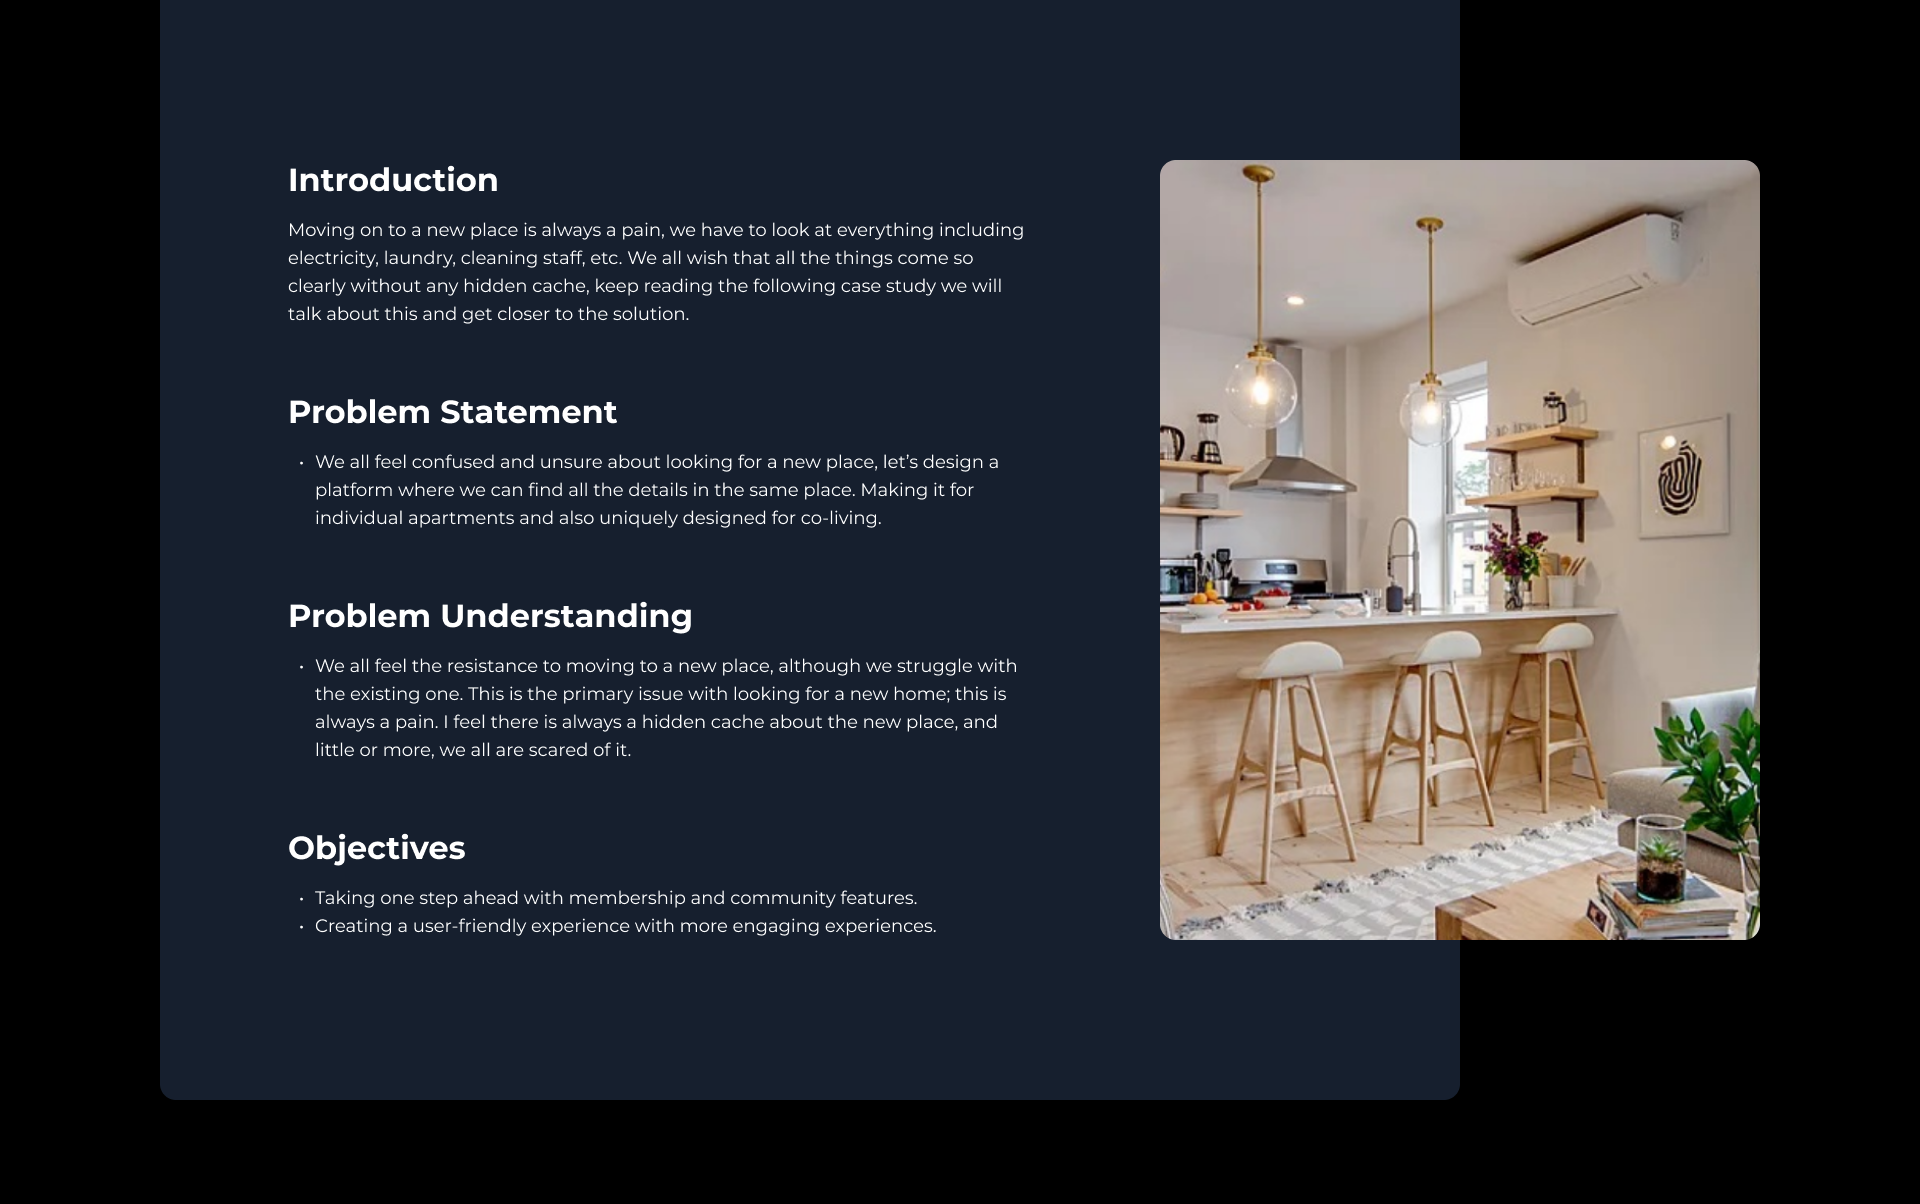 Introduction
Moving on to a new place is always a pain, we have to look at everything including
electricity, laundry, cleaning staff, etc. We all wish that all the things come so
clearly without any hidden cache, keep reading the following case study we will
talk about this and get closer to the solution.
Problem Statement
• We all feel confused and unsure about looking for a new place, let’s design a
platform where we can find all the details in the same place. Making it for
individual apartments and also uniquely designed for co-living.
Problem Understanding
• We all feel the resistance to moving to a new place, although we struggle with
the existing one. This is the primary issue with looking for a new home; this is
always a pain. I feel there is always a hidden cache about the new place, and
little or more, we all are scared of it.
Objectives
• Taking one step ahead with membership and community features.
• Creating a user-friendly experience with more engaging experiences.